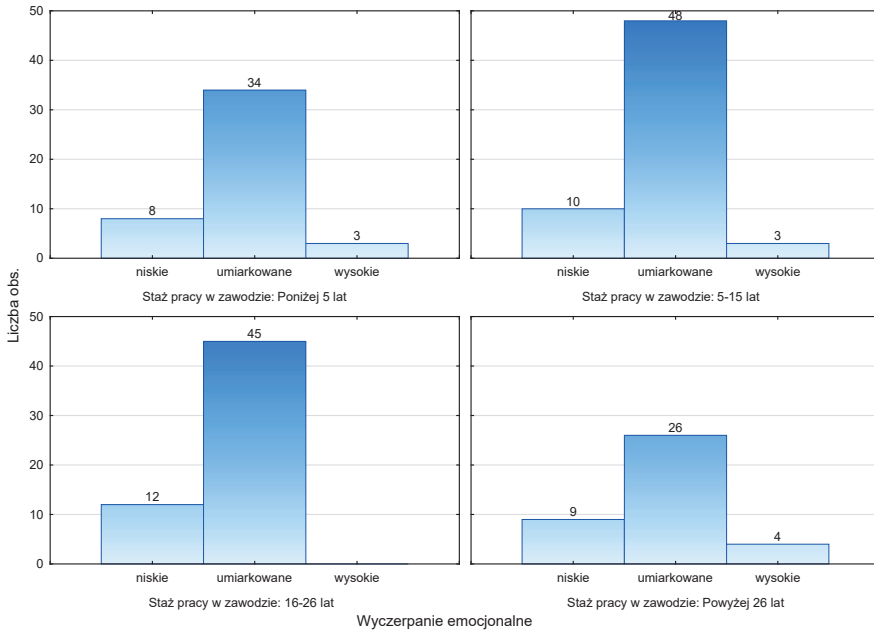 Liczba obs.
50
40
30
20
10
0
34
8
3
niskie umiarkowane wysokie
Staż pracy w zawodzie: Poniżej 5 lat
48
10
3
niskie umiarkowane wysokie
Staż pracy w zawodzie: 5-15 lat
50
40
30
20
10
0
45
12
niskie umiarkowane wysokie
Staż pracy w zawodzie: 16-26 lat
26
9
4
niskie umiarkowane wysokie
Staż pracy w zawodzie: Powyżej 26 lat
Wyczerpanie emocjonalne